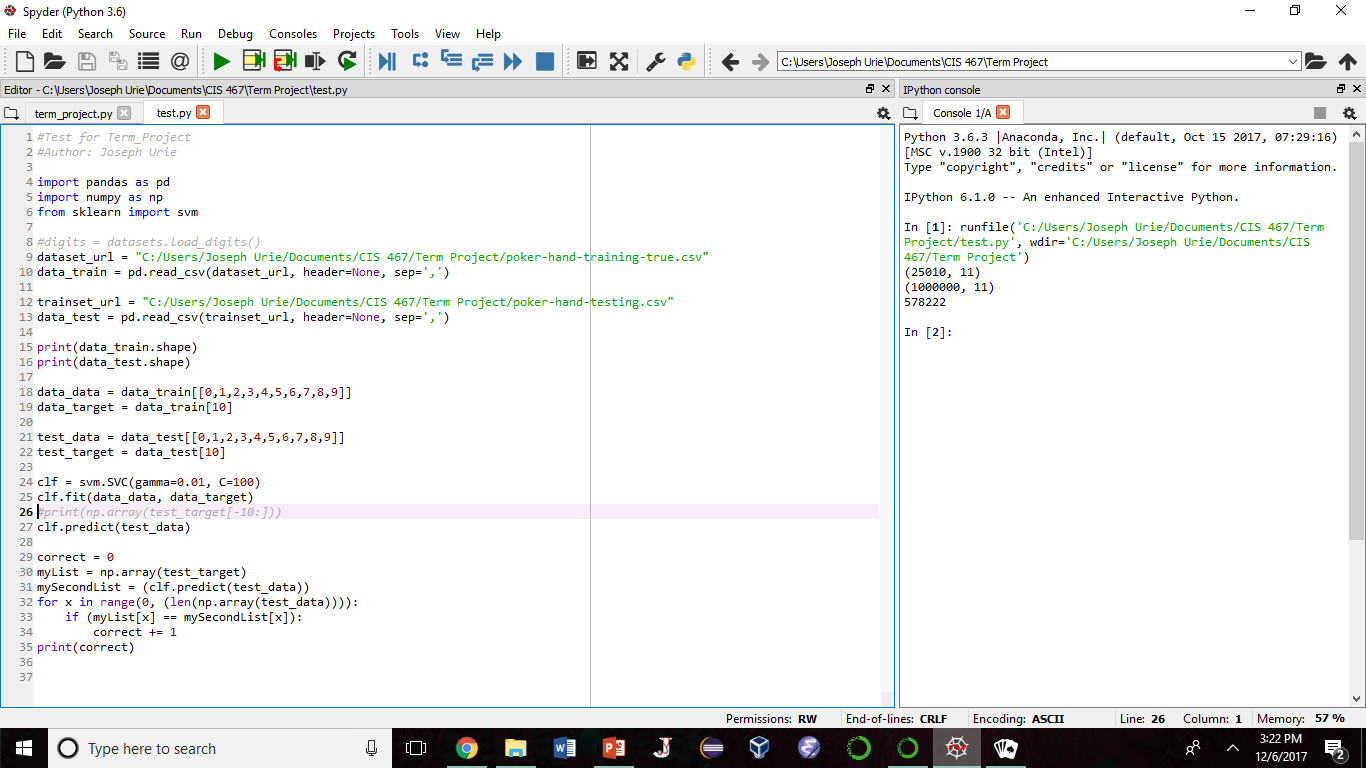 Spyder (Python 3.6)
File Edit Search Source Run Debug Consoles Projects Tools View Help
C:\Users\Joseph Urie\Documents\CIS 467\Term Project
Editor - C:\Users\Joseph Urie\Documents\CIS 467\Term Project\test.py
term_project.py test.py
1 #Test for Term_Project
2 #Author: Joseph Urie
3
4 import pandas as pd
5 import numpy as np
6 from sklearn import svm
7
8 #digits = datasets.load_digits()
9 dataset_url = "C:/Users/Joseph Urie/Documents/CIS 467/Term Project/poker-hand-training-true.csv"
10 data_train = pd.read_csv(dataset_url, header=None, sep=',')
11
12 trainset_url = "C:/Users/Joseph Urie/Documents/CIS 467/Term Project/poker-hand-testing.csv"
13 data_test = pd.read_csv(trainset_url, header=None, sep=',')
14
15 print(data_train.shape)
16 print(data_test.shape)
17
18 data_data = data_train[[0,1,2,3,4,5,6,7,8,9]]
19 data_target = data_train[10]
20
21 test_data = data_test[[0,1,2,3,4,5,6,7,8,9]]
22 test_target = data_test[10]
23
24 clf = svm.SVC(gamma=0.01, C=100)
25 clf.fit(data_data, data_target)
26 #print(np.array(test_target[-10:]))
27 clf.predict(test_data)
28
29 correct = 0
30 myList = np.array(test_target)
31 mySecondList = (clf.predict(test_data))
32 for x in range(0, (len(np.array(test_data)))):
33     if (myList[x] == mySecondList[x]):
34         correct += 1
35 print(correct)
36
37
IPython console
Console 1/A
Python 3.6.3 |Anaconda, Inc.| (default, Oct 15 2017, 07:29:16)
[MSC v.1900 32 bit (Intel)]
Type "copyright", "credits" or "license" for more information.
IPython 6.1.0 -- An enhanced Interactive Python.
In [1]: runfile('C:/Users/Joseph Urie/Documents/CIS 467/Term
Project/test.py', wdir='C:/Users/Joseph Urie/Documents/CIS
467/Term Project')
(25010, 11)
(1000000, 11)
578222
In [2]:
Permissions: RW End-of-lines: CRLF Encoding: ASCII Line: 26 Column: 1 Memory: 57 %
Type here to search
3:22 PM
12/6/2017
2